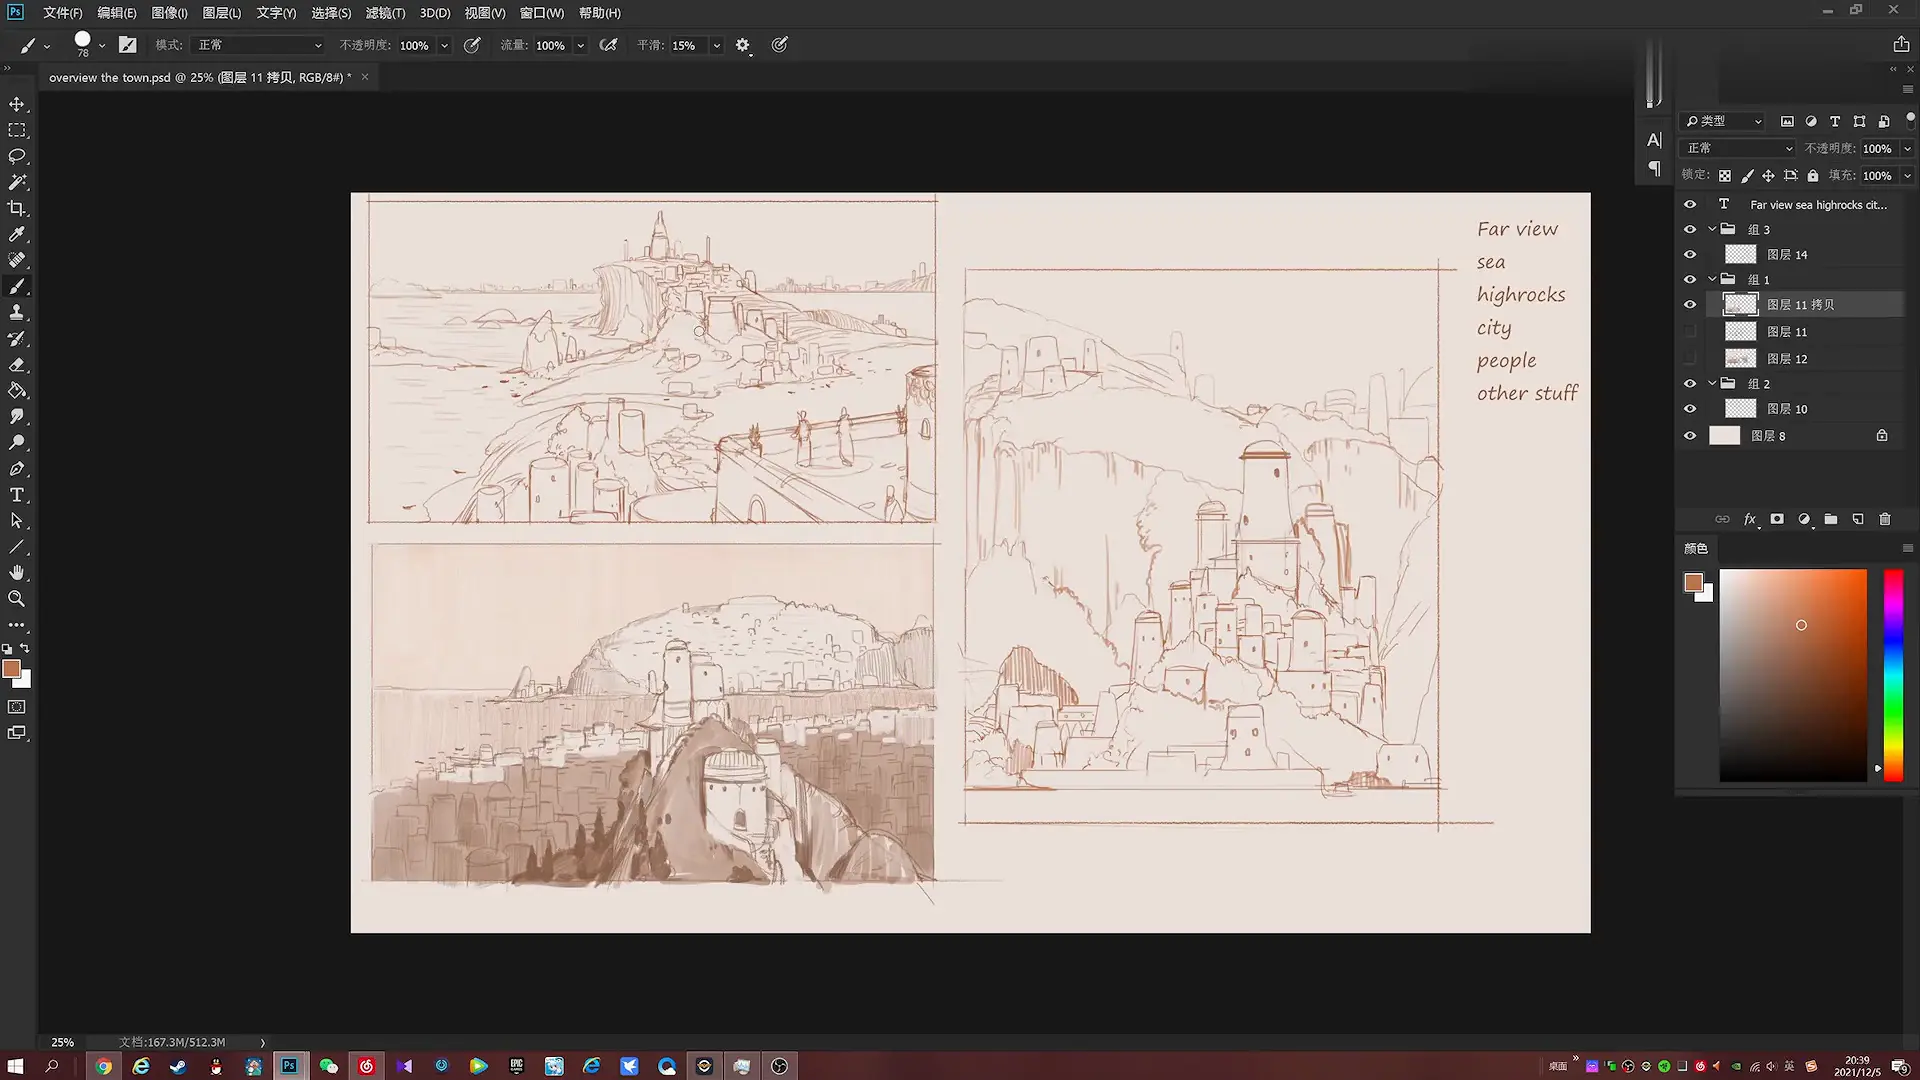 Ps 文件(F) 编辑(E) 图像(I) 图层(L) 文字(Y) 选择(S) 滤镜(T) 3D(D) 视图(V) 窗口(W) 帮助(H)
78 模式: 正常 不透明度: 100% 流量: 100% 平滑: 15%
overview the town.psd @ 25% (图层 11 拷贝, RGB/8#) *
Far view
sea
highrocks
city
people
other stuff
类型
正常 不透明度: 100%
锁定: 填充: 100%
Far view sea highrocks cit...
组 3
图层 14
组 1
图层 11 拷贝
图层 11
图层 12
组 2
图层 10
图层 8
fx
颜色
25% 文档:167.3M/512.3M
Ps
EPIC
桌面
英
20:39
2021/12/5